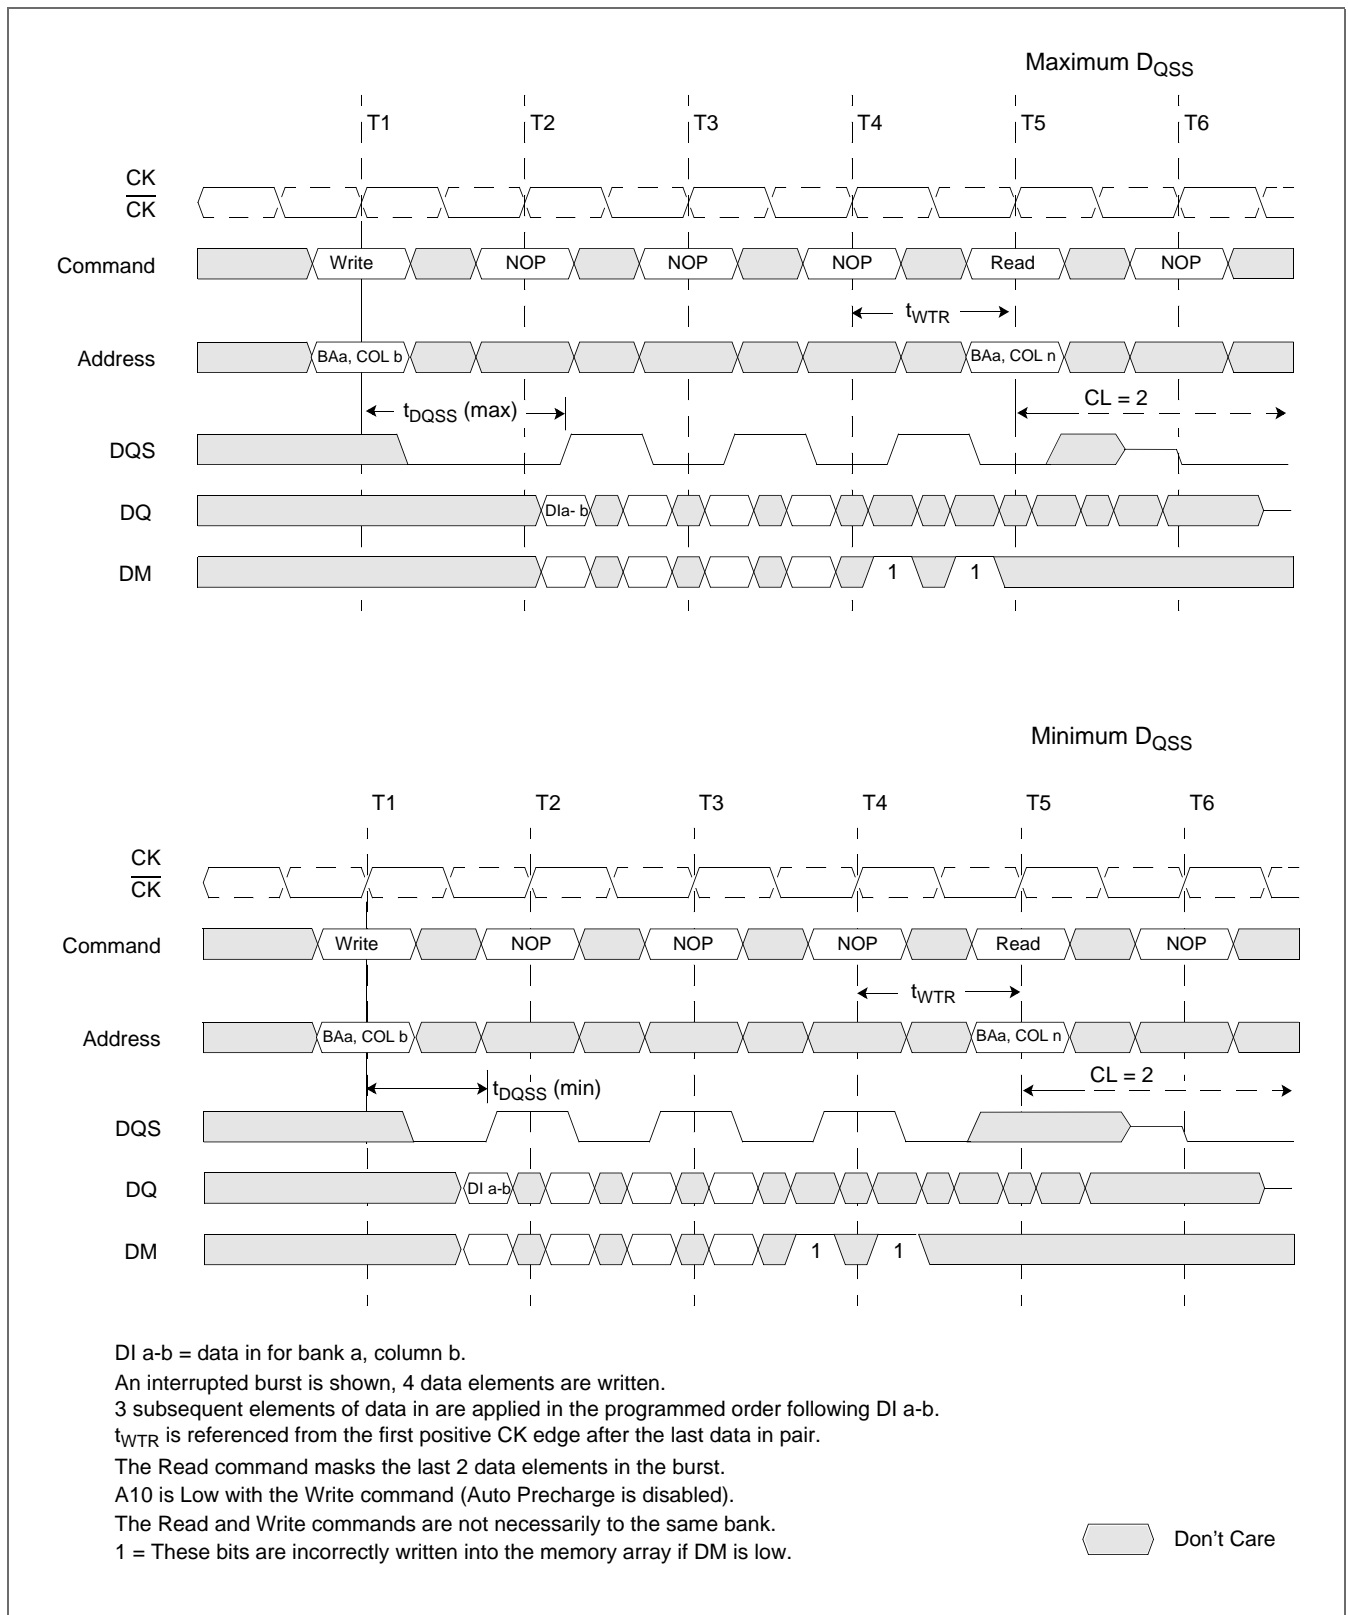 Maximum DQSS
T1 T2 T3 T4 T5 T6
CK
CK
Command Write NOP NOP NOP Read NOP
tWTR
Address BAa, COL b BAa, COL n
tDQSS (max) CL = 2
DQS
DQ DIa- b
DM 1 1
Minimum DQSS
T1 T2 T3 T4 T5 T6
CK
CK
Command Write NOP NOP NOP Read NOP
tWTR
Address BAa, COL b BAa, COL n
tDQSS (min) CL = 2
DQS
DQ DI a-b
DM 1 1
DI a-b = data in for bank a, column b.
An interrupted burst is shown, 4 data elements are written.
3 subsequent elements of data in are applied in the programmed order following DI a-b.
tWTR is referenced from the first positive CK edge after the last data in pair.
The Read command masks the last 2 data elements in the burst.
A10 is Low with the Write command (Auto Precharge is disabled).
The Read and Write commands are not necessarily to the same bank.
1 = These bits are incorrectly written into the memory array if DM is low.
Don't Care